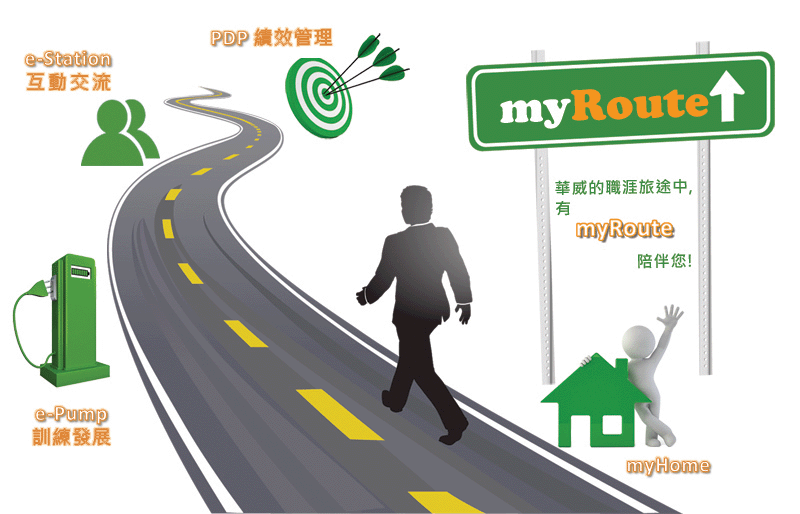 PDP 績效管理
e-Station
互動交流
myRoute
華威的職涯旅途中,
有
myRoute
陪伴您!
e-Pump
訓練發展
myHome